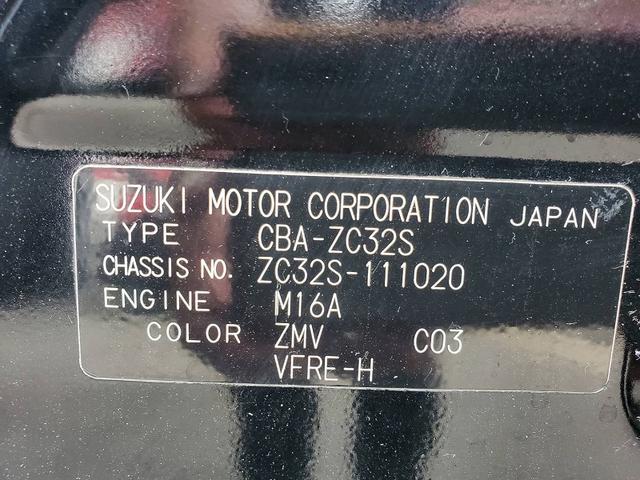 SUZUKI MOTOR CORPORATION JAPAN
TYPE CBA-ZC32S
CHASSIS NO. ZC32S-111020
ENGINE M16A
COLOR ZMV C03
VFRE-H